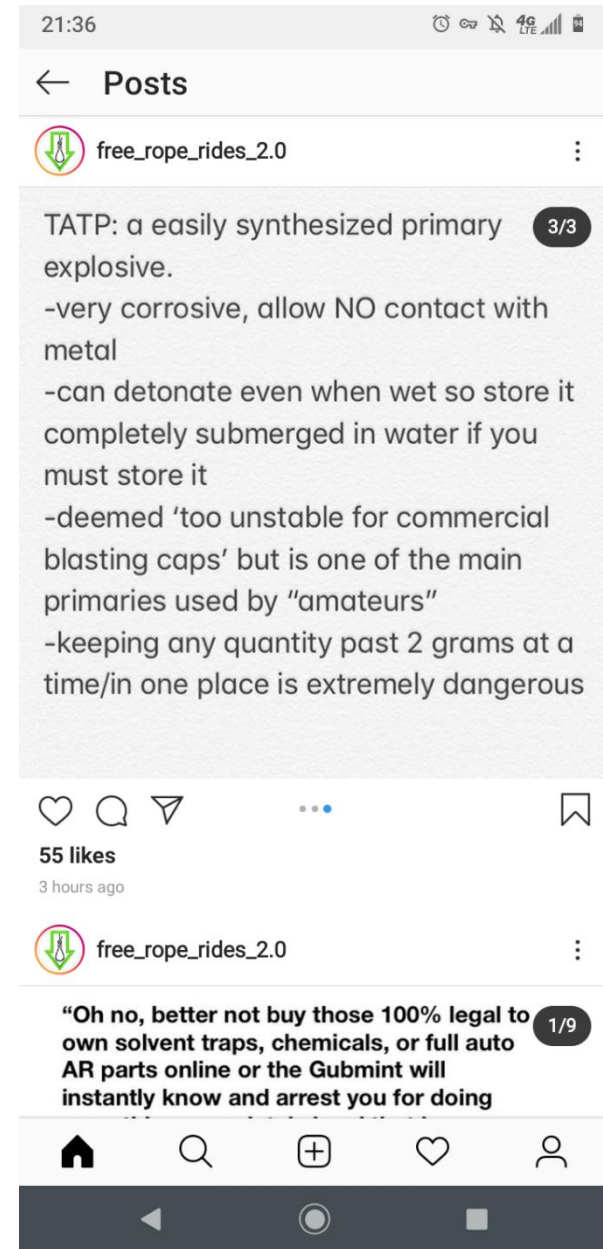 21:36
4G
LTE
Posts
free_rope_rides_2.0
3/3
TATP: a easily synthesized primary
explosive.
-very corrosive, allow NO contact with
metal
-can detonate even when wet so store it
completely submerged in water if you
must store it
-deemed ‘too unstable for commercial
blasting caps’ but is one of the main
primaries used by “amateurs”
-keeping any quantity past 2 grams at a
time/in one place is extremely dangerous
55 likes
3 hours ago
free_rope_rides_2.0
1/9
“Oh no, better not buy those 100% legal to
own solvent traps, chemicals, or full auto
AR parts online or the Gubmint will
instantly know and arrest you for doing